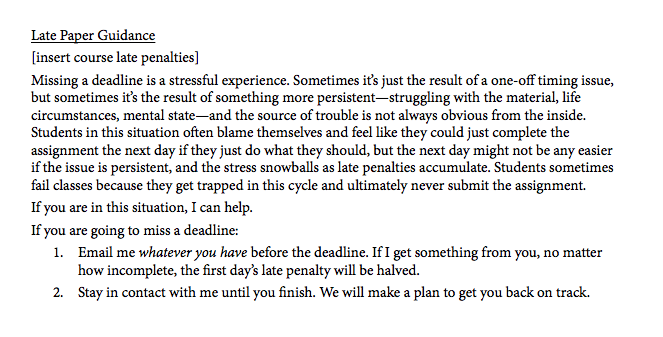 Late Paper Guidance
[insert course late penalties]
Missing a deadline is a stressful experience. Sometimes it's just the result of a one-off timing issue,
but sometimes it's the result of something more persistent—struggling with the material, life
circumstances, mental state—and the source of trouble is not always obvious from the inside.
Students in this situation often blame themselves and feel like they could just complete the
assignment the next day if they just do what they should, but the next day might not be any easier
if the issue is persistent, and the stress snowballs as late penalties accumulate. Students sometimes
fail classes because they get trapped in this cycle and ultimately never submit the assignment.
If you are in this situation, I can help.
If you are going to miss a deadline:
1. Email me whatever you have before the deadline. If I get something from you, no matter
how incomplete, the first day's late penalty will be halved.
2. Stay in contact with me until you finish. We will make a plan to get you back on track.